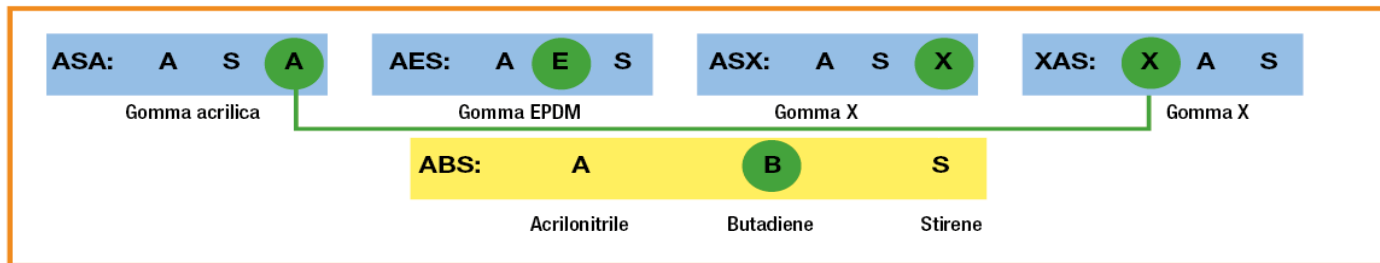 ASA: A S A AES: A E S ASX: A S X XAS: X A S
Gomma acrilica Gomma EPDM Gomma X Gomma X
ABS: A B S
Acrilonitrile Butadiene Stirene